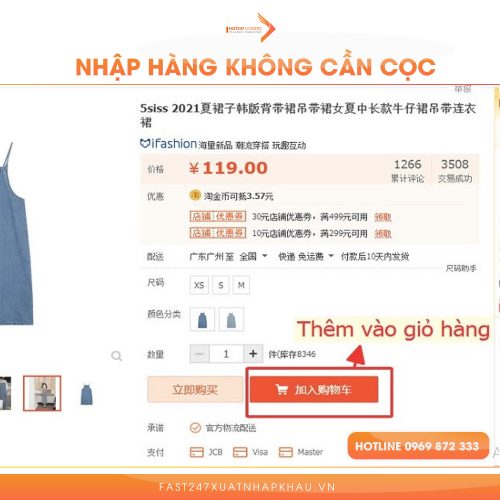 FAST247 LOGISTIC
NHẬP HÀNG KHÔNG CẦN CỌC
举报
5siss 2021夏裙子韩版背带裙吊带裙女夏中长款牛仔裙吊带连衣
裙
ifashion 海量新品 潮流穿搭 玩趣互动
价格 ¥119.00 1266 3508
累计评论 交易成功
优惠 淘金币可抵3.57元
店铺优惠券 30元店铺优惠券，满499元可用 领取
店铺优惠券 10元店铺优惠券，满299元可用 领取
配送 广东广州 至 全国 快递 免运费 付款后10天内发货
尺码助手
尺码 XS S M
颜色分类
Thêm vào giỏ hàng
数量 − 1 + 件(库存8346
立即购买 加入购物车
承诺 官方物流配送
支付 JCB Visa Master
HOTLINE 0969 872 333
FAST247XUATNHAPKHAU.VN